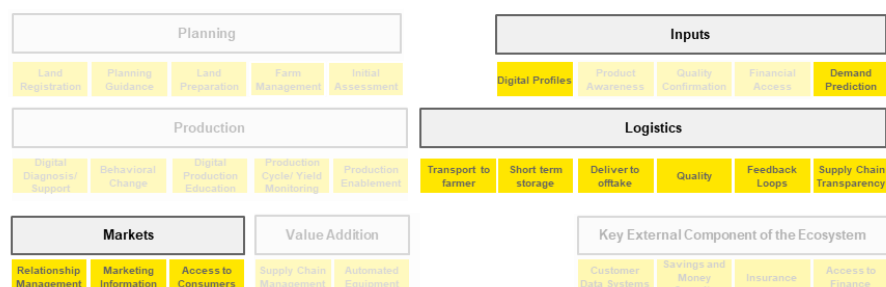 Planning
Inputs
Land
Registration
Planning
Guidance
Land
Preparation
Farm
Management
Initial
Assessment
Digital Profiles
Product
Awareness
Quality
Confirmation
Financial
Access
Demand
Prediction
Production
Logistics
Digital
Diagnosis/
Support
Behavioral
Change
Digital
Production
Education
Production
Cycle/ Yield
Monitoring
Production
Enablement
Transport to
farmer
Short term
storage
Deliver to
offtake
Quality
Feedback
Loops
Supply Chain
Transparency
Markets
Value Addition
Key External Component of the Ecosystem
Relationship
Management
Marketing
Information
Access to
Consumers
Supply Chain
Management
Automated
Equipment
Customer
Data Systems
Savings and
Money
Insurance
Access to
Finance